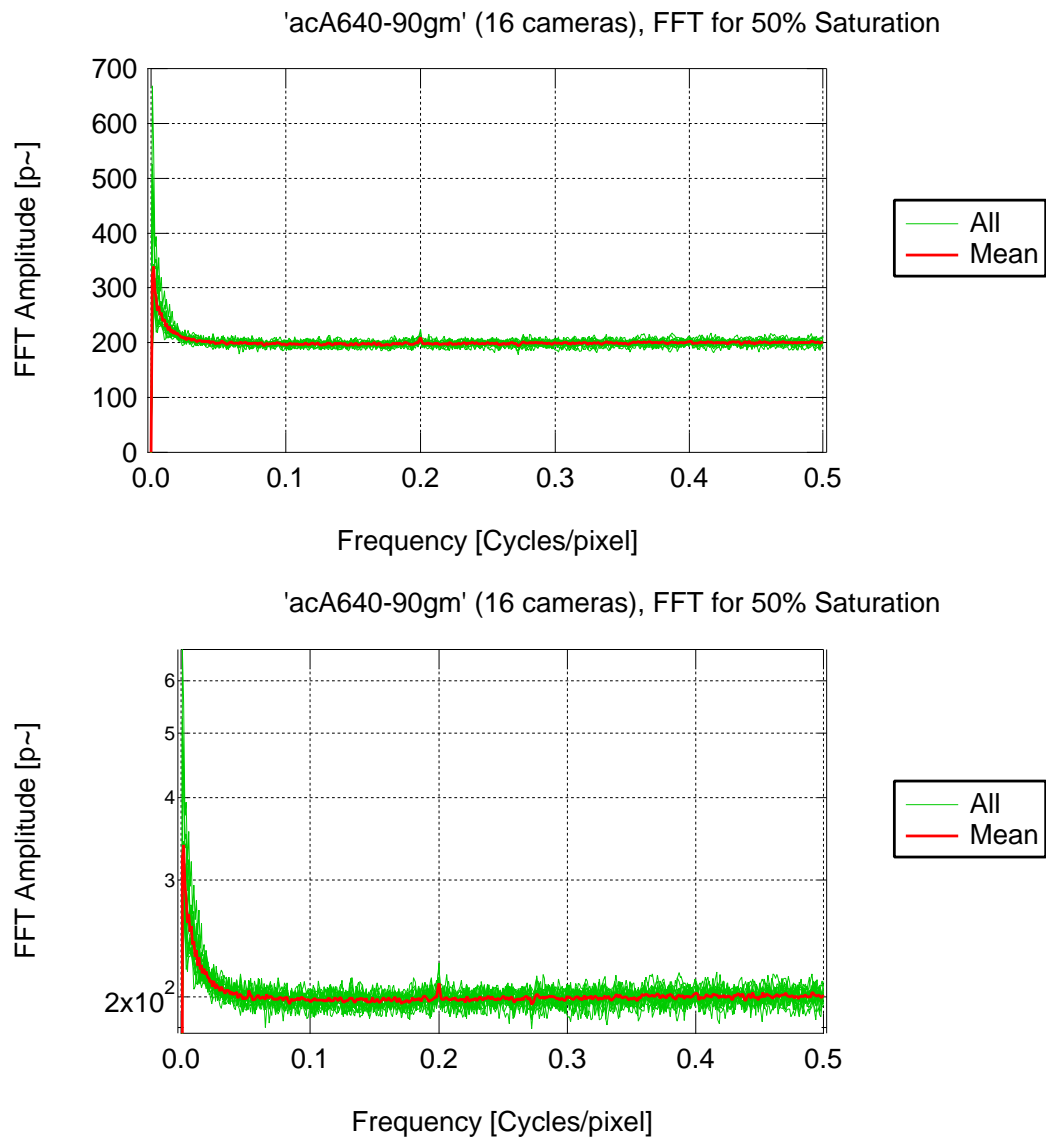 'acA640-90gm' (16 cameras), FFT for 50% Saturation
700
600
500
400
300
200
100
0
FFT Amplitude [p~]
0.0 0.1 0.2 0.3 0.4 0.5
Frequency [Cycles/pixel]
All
Mean
'acA640-90gm' (16 cameras), FFT for 50% Saturation
6
5
4
3
2x10²
FFT Amplitude [p~]
0.0 0.1 0.2 0.3 0.4 0.5
Frequency [Cycles/pixel]
All
Mean